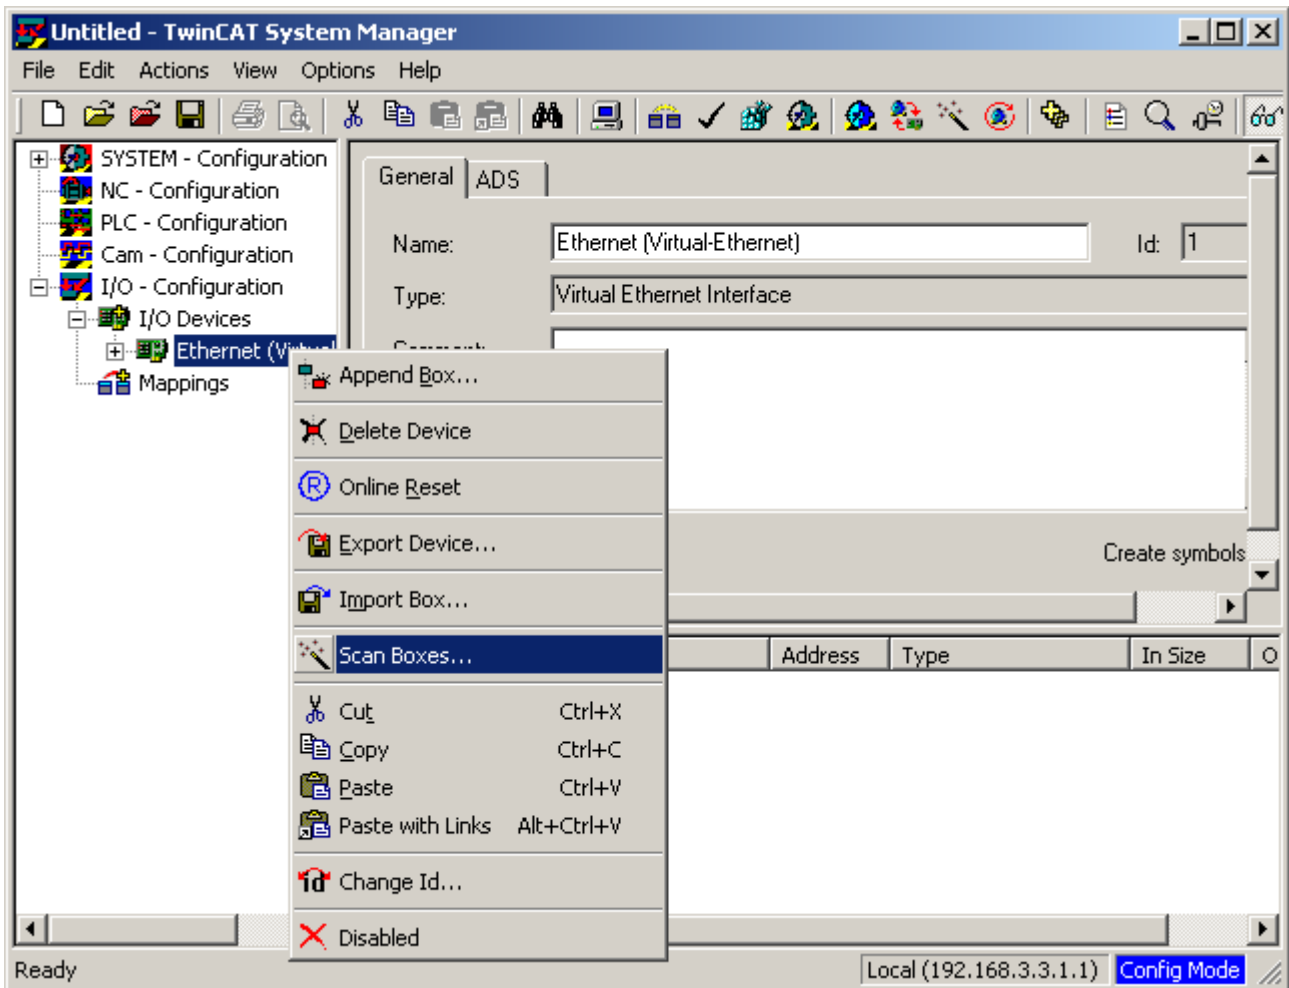 Untitled - TwinCAT System Manager
File Edit Actions View Options Help
SYSTEM - Configuration
NC - Configuration
PLC - Configuration
Cam - Configuration
I/O - Configuration
I/O Devices
Ethernet (Virtual
Mappings
General ADS
Name: Ethernet (Virtual-Ethernet) Id: 1
Type: Virtual Ethernet Interface
Comment:
Create symbols
Append Box...
Delete Device
Online Reset
Export Device...
Import Box...
Scan Boxes...
Cut Ctrl+X
Copy Ctrl+C
Paste Ctrl+V
Paste with Links Alt+Ctrl+V
id Change Id...
Disabled
Address Type In Size O
Ready Local (192.168.3.3.1.1) Config Mode